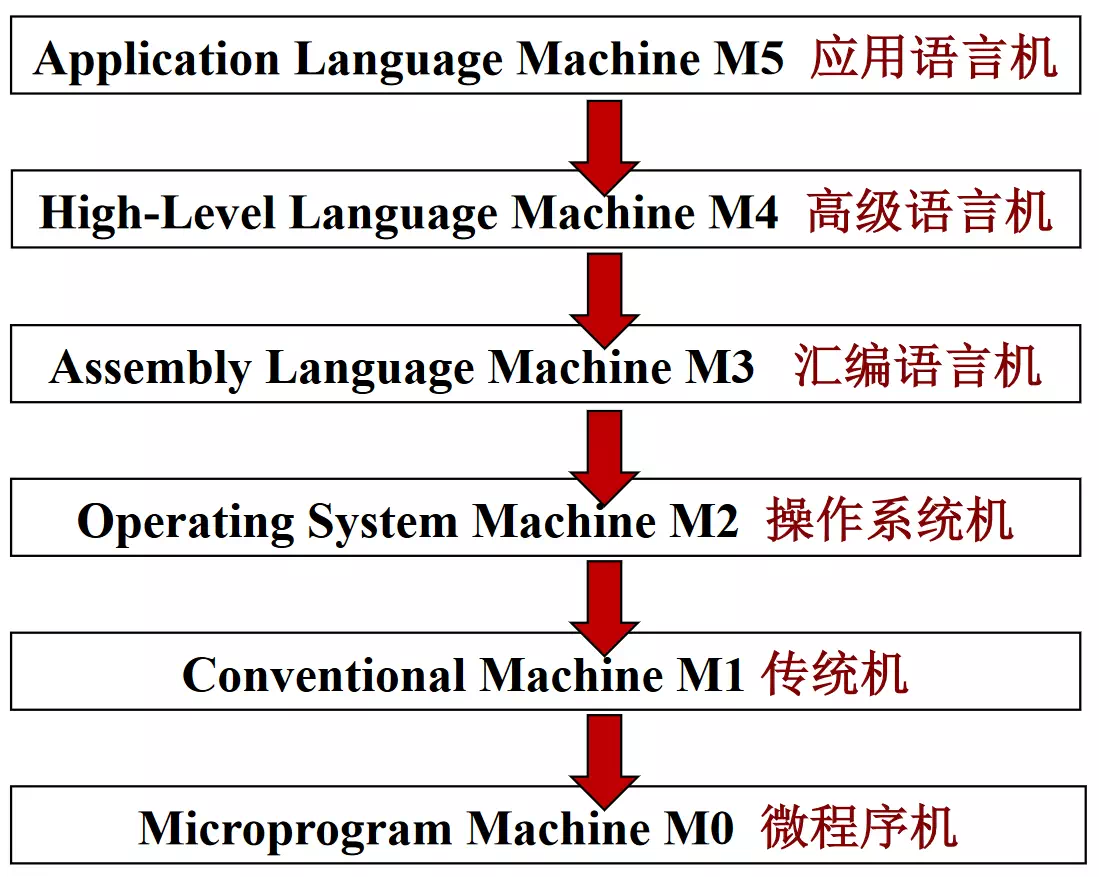 Application Language Machine M5 应用语言机
High-Level Language Machine M4 高级语言机
Assembly Language Machine M3 汇编语言机
Operating System Machine M2 操作系统机
Conventional Machine M1 传统机
Microprogram Machine M0 微程序机